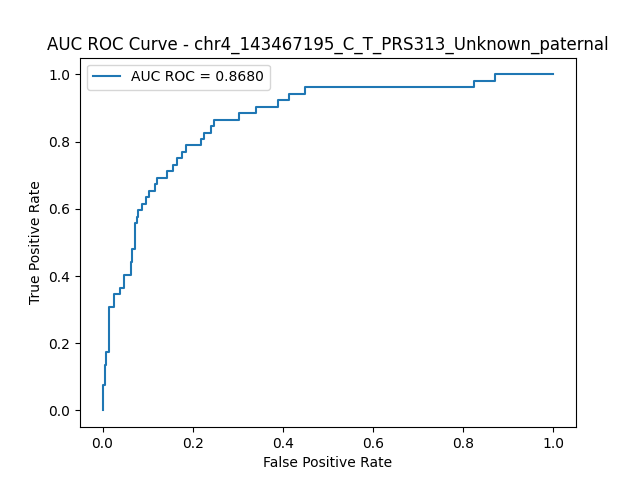 AUC ROC Curve - chr4_143467195_C_T_PRS313_Unknown_paternal
AUC ROC = 0.8680
True Positive Rate
1.0
0.8
0.6
0.4
0.2
0.0
0.0 0.2 0.4 0.6 0.8 1.0
False Positive Rate